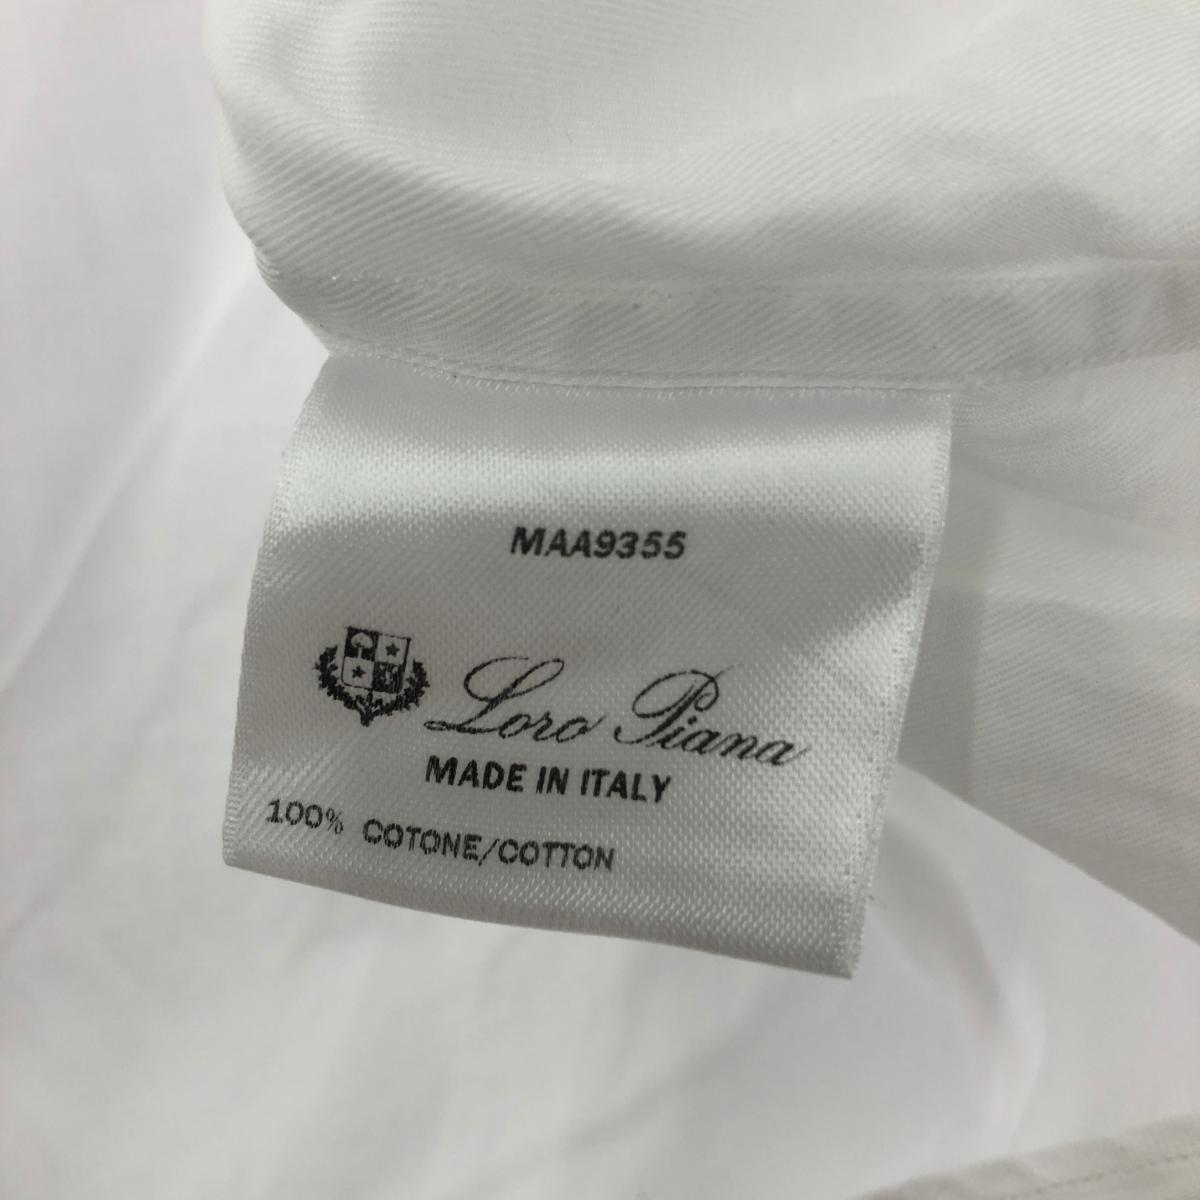 MAA9355
Loro Piana
MADE IN ITALY
100% COTONE/COTTON